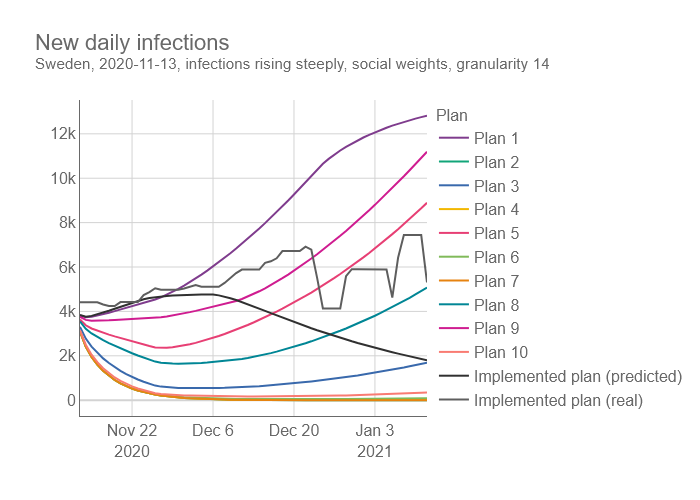 New daily infections
Sweden, 2020-11-13, infections rising steeply, social weights, granularity 14
12k
10k
8k
6k
4k
2k
0
Nov 22
2020
Dec 6
Dec 20
Jan 3
2021
Plan
Plan 1
Plan 2
Plan 3
Plan 4
Plan 5
Plan 6
Plan 7
Plan 8
Plan 9
Plan 10
Implemented plan (predicted)
Implemented plan (real)